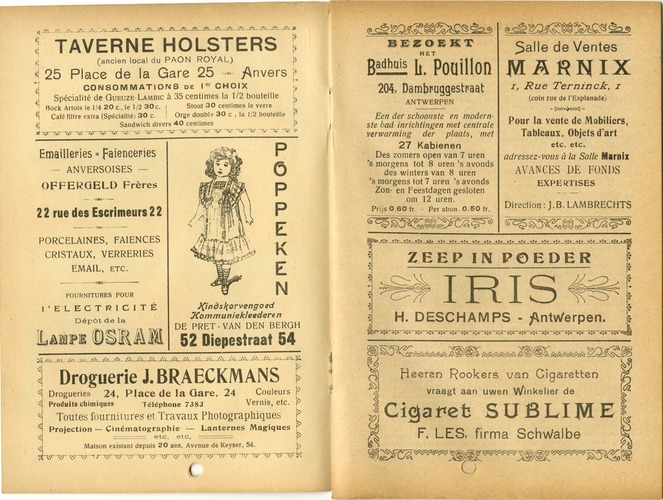 TAVERNE HOLSTERS
(ancien local du PAON ROYAL)
25 Place de la Gare 25 - Anvers
CONSOMMATIONS DE 1er CHOIX
Spécialité de GUEUZE-LAMBIC à 35 centimes la 1/2 bouteille
Bock Artois le 1/4 20 c., le 1/2 30 c. Stout 30 centimes le verre
Café filtre extra (Spécialité) 30 c. Orge double 30 c. la 1/2 bouteille
Sandwich divers 40 centimes
Emailleries - Faienceries
- ANVERSOISES -
OFFERGELD Frères
22 rue des Escrimeurs 22
PORCELAINES, FAIENCES
CRISTAUX, VERRERIES
EMAIL, ETC.
FOURNITURES POUR
l'ELECTRICITÉ
Dépôt de la
LAMPE OSRAM
POPPEKEN
Kindskorvengoed
Kommuniekleederen
DE PRET - VAN DEN BERGH
52 Diepestraat 54
Droguerie J. BRAECKMANS
Drogueries 24, Place de la Gare, 24 Couleurs
Produits chimiques Téléphone 7383 Vernis, etc.
Toutes fournitures et Travaux Photographiques
Projection - Cinématographie - Lanternes Magiques
etc. etc.
Maison existant depuis 20 ans, Avenue de Keyser, 54.
BEZOEKT
HET
Badhuis L. Pouillon
204, Dambruggestraat
ANTWERPEN
Een der schoonste en modern-
ste bad inrichtingen met centrale
verwarming der plaats, met
27 Kabienen
Des zomers open van 7 uren
's morgens tot 8 uren 's avonds
des winters van 8 uren
's morgens tot 7 uren 's avonds
Zon- en Feestdagen gesloten
om 12 uren.
Prijs 0.60 fr. - Per abon. 0.50 fr.
Salle de Ventes
MARNIX
1, Rue Terninck, 1
(coin rue de l'Esplanade)
Pour la vente de Mobiliers,
Tableaux, Objets d'art
etc. etc.
adressez-vous à la Salle Marnix
AVANCES DE FONDS
EXPERTISES
Direction: J. B. LAMBRECHTS
ZEEP IN POEDER
IRIS
H. DESCHAMPS - Antwerpen.
Heeren Rookers van Cigaretten
vraagt aan uwen Winkelier de
Cigaret SUBLIME
F. LES, firma Schwalbe